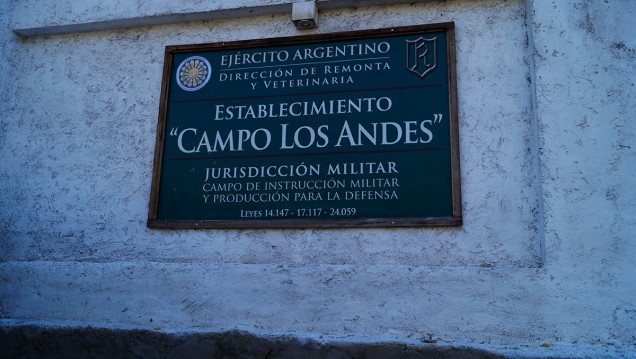 EJÉRCITO ARGENTINO
DIRECCIÓN DE REMONTA
Y VETERINARIA
ESTABLECIMIENTO
"CAMPO LOS ANDES"
JURISDICCIÓN MILITAR
CAMPO DE INSTRUCCIÓN MILITAR
Y PRODUCCIÓN PARA LA DEFENSA
LEYES 14.147 - 17.117 - 24.059